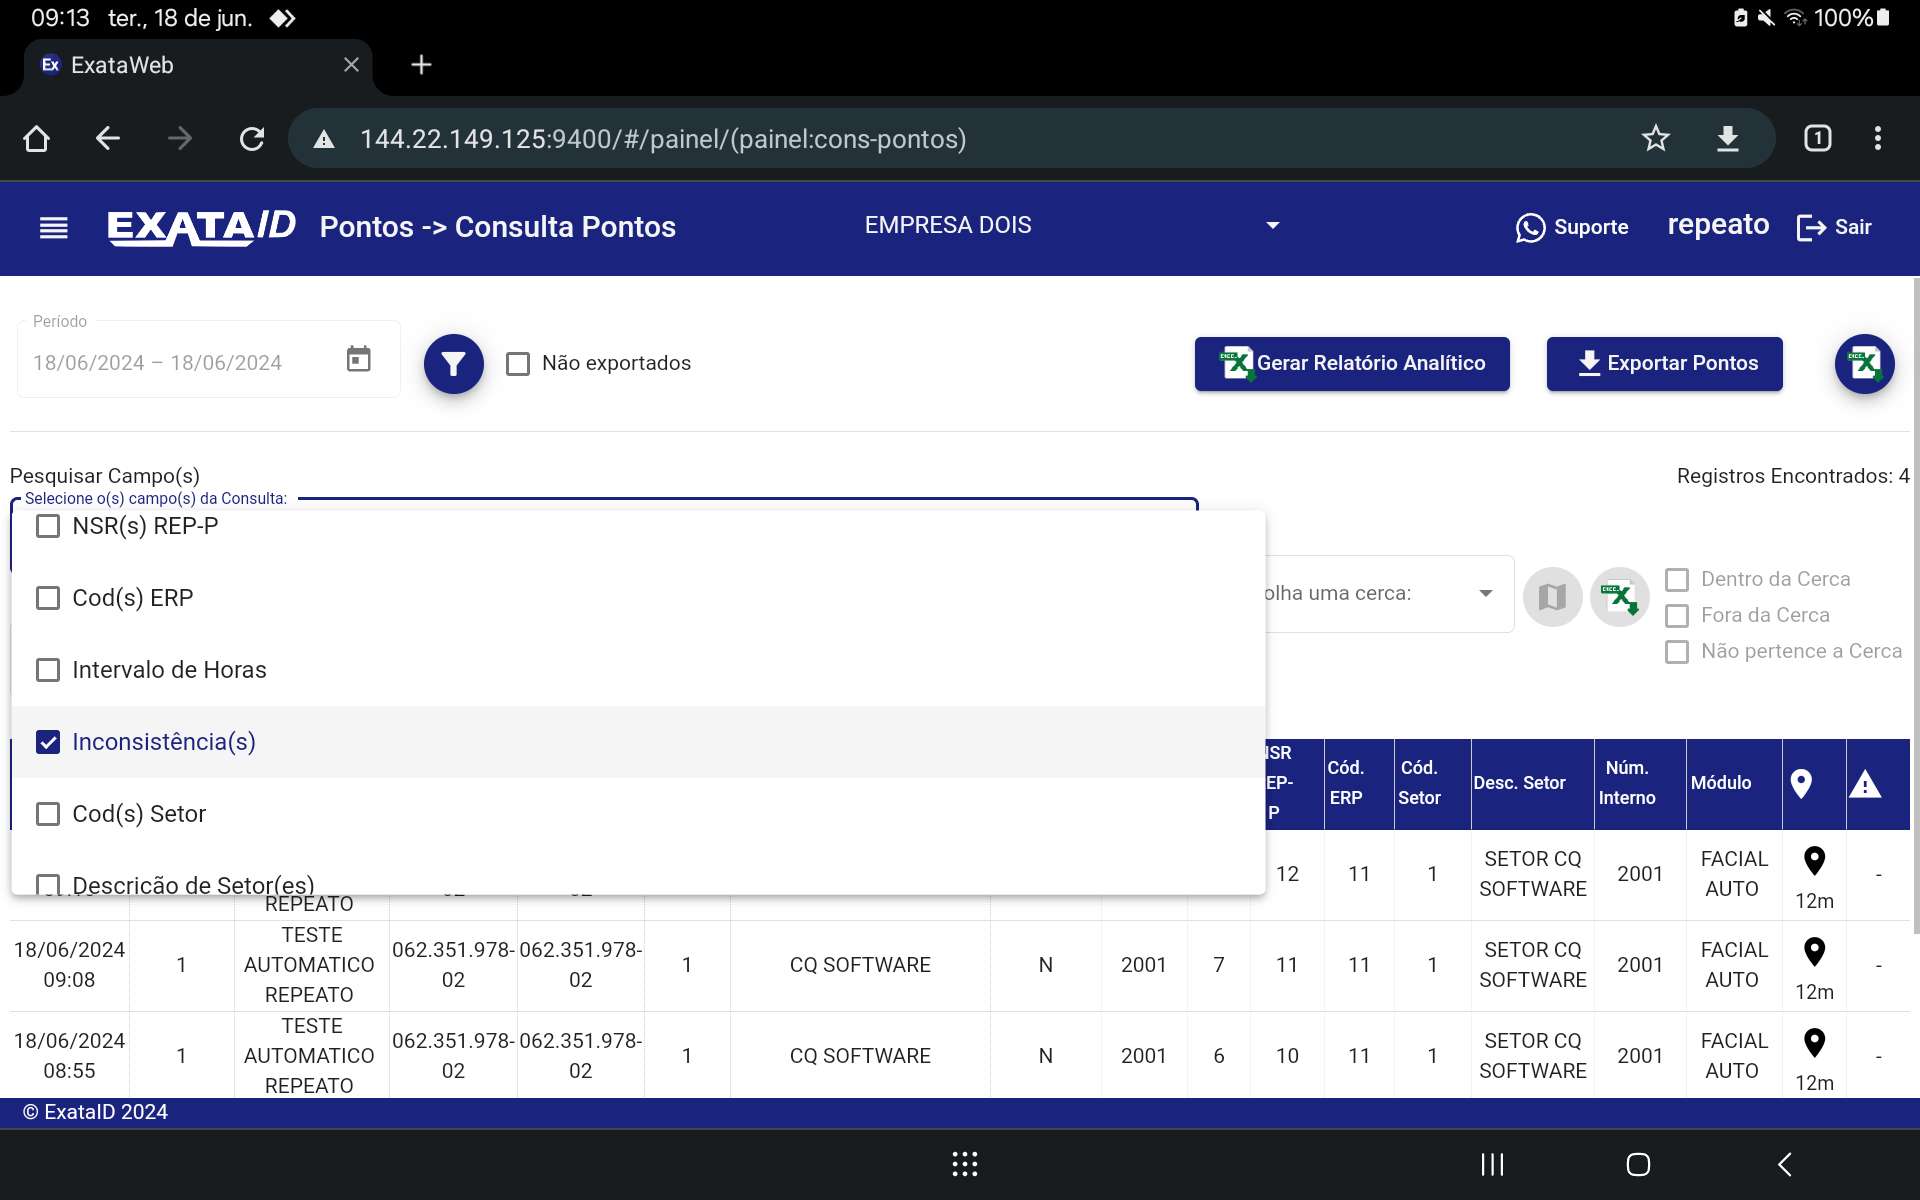 09:13 ter., 18 de jun.
100%
Ex ExataWeb
144.22.149.125:9400/#/painel/(painel:cons-pontos)
1
EXATAID Pontos -> Consulta Pontos
EMPRESA DOIS
Suporte
repeato
Sair
Período
18/06/2024 – 18/06/2024
Não exportados
Gerar Relatório Analítico
Exportar Pontos
Pesquisar Campo(s)
Registros Encontrados: 4
Selecione o(s) campo(s) da Consulta:
NSR(s) REP-P
Cod(s) ERP
Intervalo de Horas
Inconsistência(s)
Cod(s) Setor
Descrição de Setor(es)
olha uma cerca:
Dentro da Cerca
Fora da Cerca
Não pertence a Cerca
NSR
EP-
P
Cód.
ERP
Cód.
Setor
Desc. Setor
Núm.
Interno
Módulo
REPEATO
12
11
1
SETOR CQ
SOFTWARE
2001
FACIAL
AUTO
12m
-
18/06/2024
09:08
1
TESTE
AUTOMATICO
REPEATO
062.351.978-
02
062.351.978-
02
1
CQ SOFTWARE
N
2001
7
11
11
1
SETOR CQ
SOFTWARE
2001
FACIAL
AUTO
12m
-
18/06/2024
08:55
1
TESTE
AUTOMATICO
REPEATO
062.351.978-
02
062.351.978-
02
1
CQ SOFTWARE
N
2001
6
10
11
1
SETOR CQ
SOFTWARE
2001
FACIAL
AUTO
12m
-
© ExataID 2024